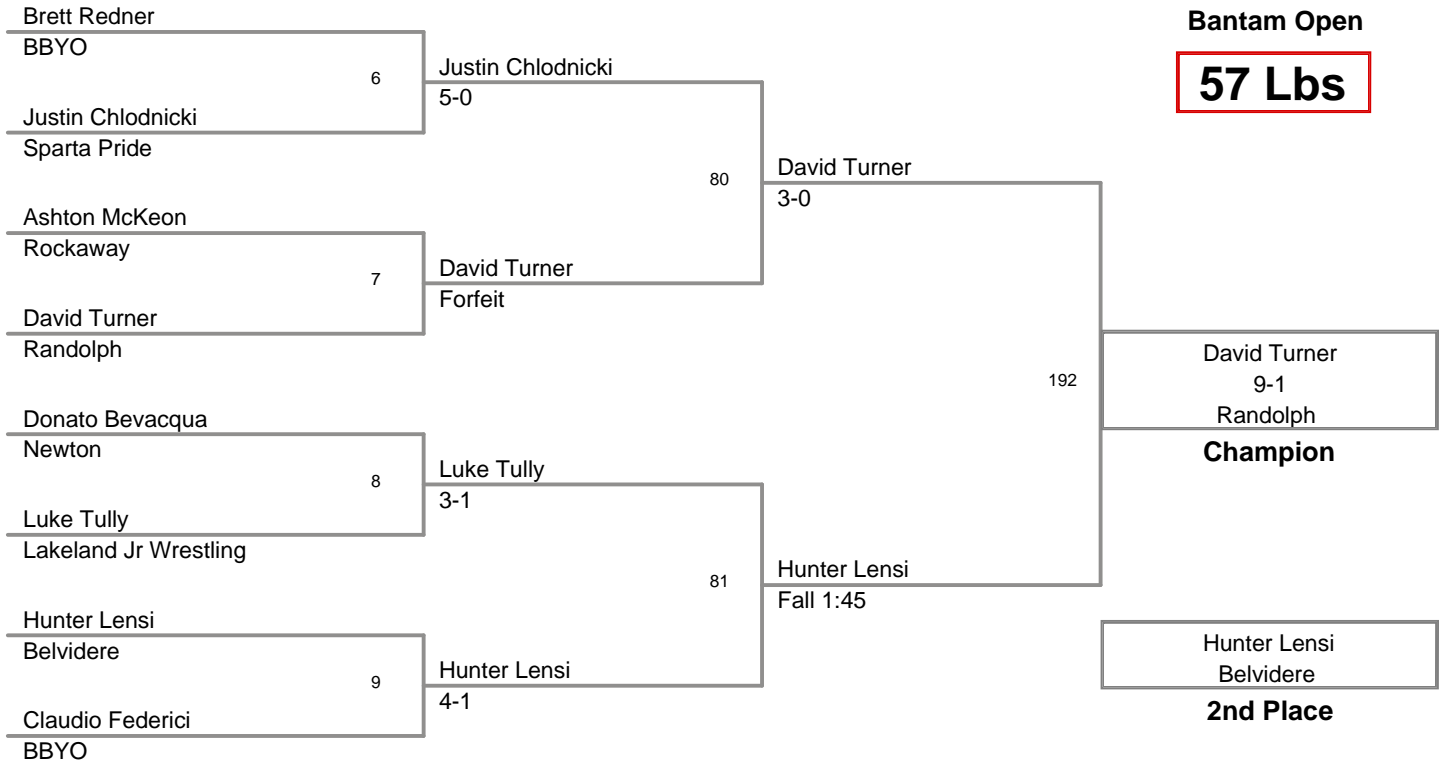 Brett Redner
BBYO
6
Justin Chlodnicki
Sparta Pride
Justin Chlodnicki
5-0
Ashton McKeon
Rockaway
7
David Turner
Randolph
David Turner
Forfeit
80
David Turner
3-0
Donato Bevacqua
Newton
8
Luke Tully
Lakeland Jr Wrestling
Luke Tully
3-1
Hunter Lensi
Belvidere
9
Claudio Federici
BBYO
Hunter Lensi
4-1
81
Hunter Lensi
Fall 1:45
192
Bantam Open
57 Lbs
David Turner
9-1
Randolph
Champion
Hunter Lensi
Belvidere
2nd Place